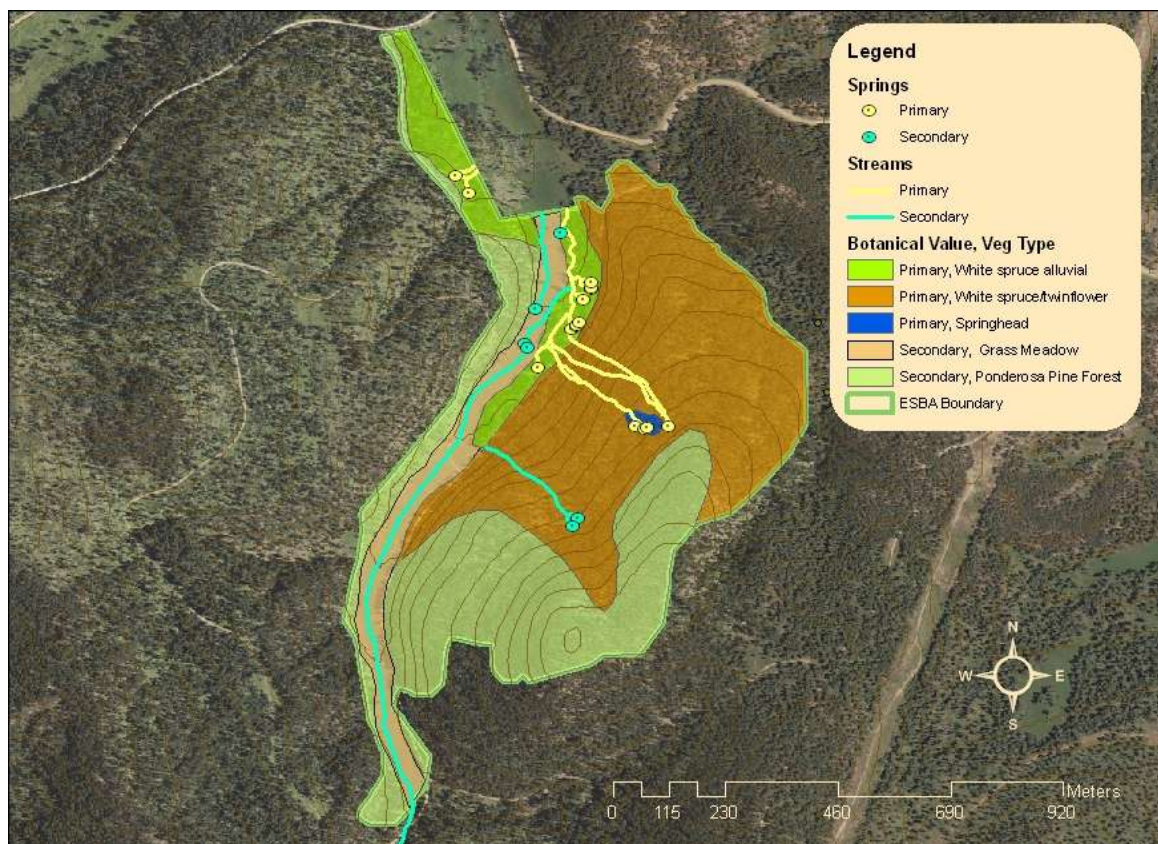 Legend
Springs
Primary
Secondary
Streams
Primary
Secondary
Botanical Value, Veg Type
Primary, White spruce alluvial
Primary, White spruce/twinflower
Primary, Springhead
Secondary, Grass Meadow
Secondary, Ponderosa Pine Forest
ESBA Boundary
N
W E
S
Meters
0 115 230 460 690 920